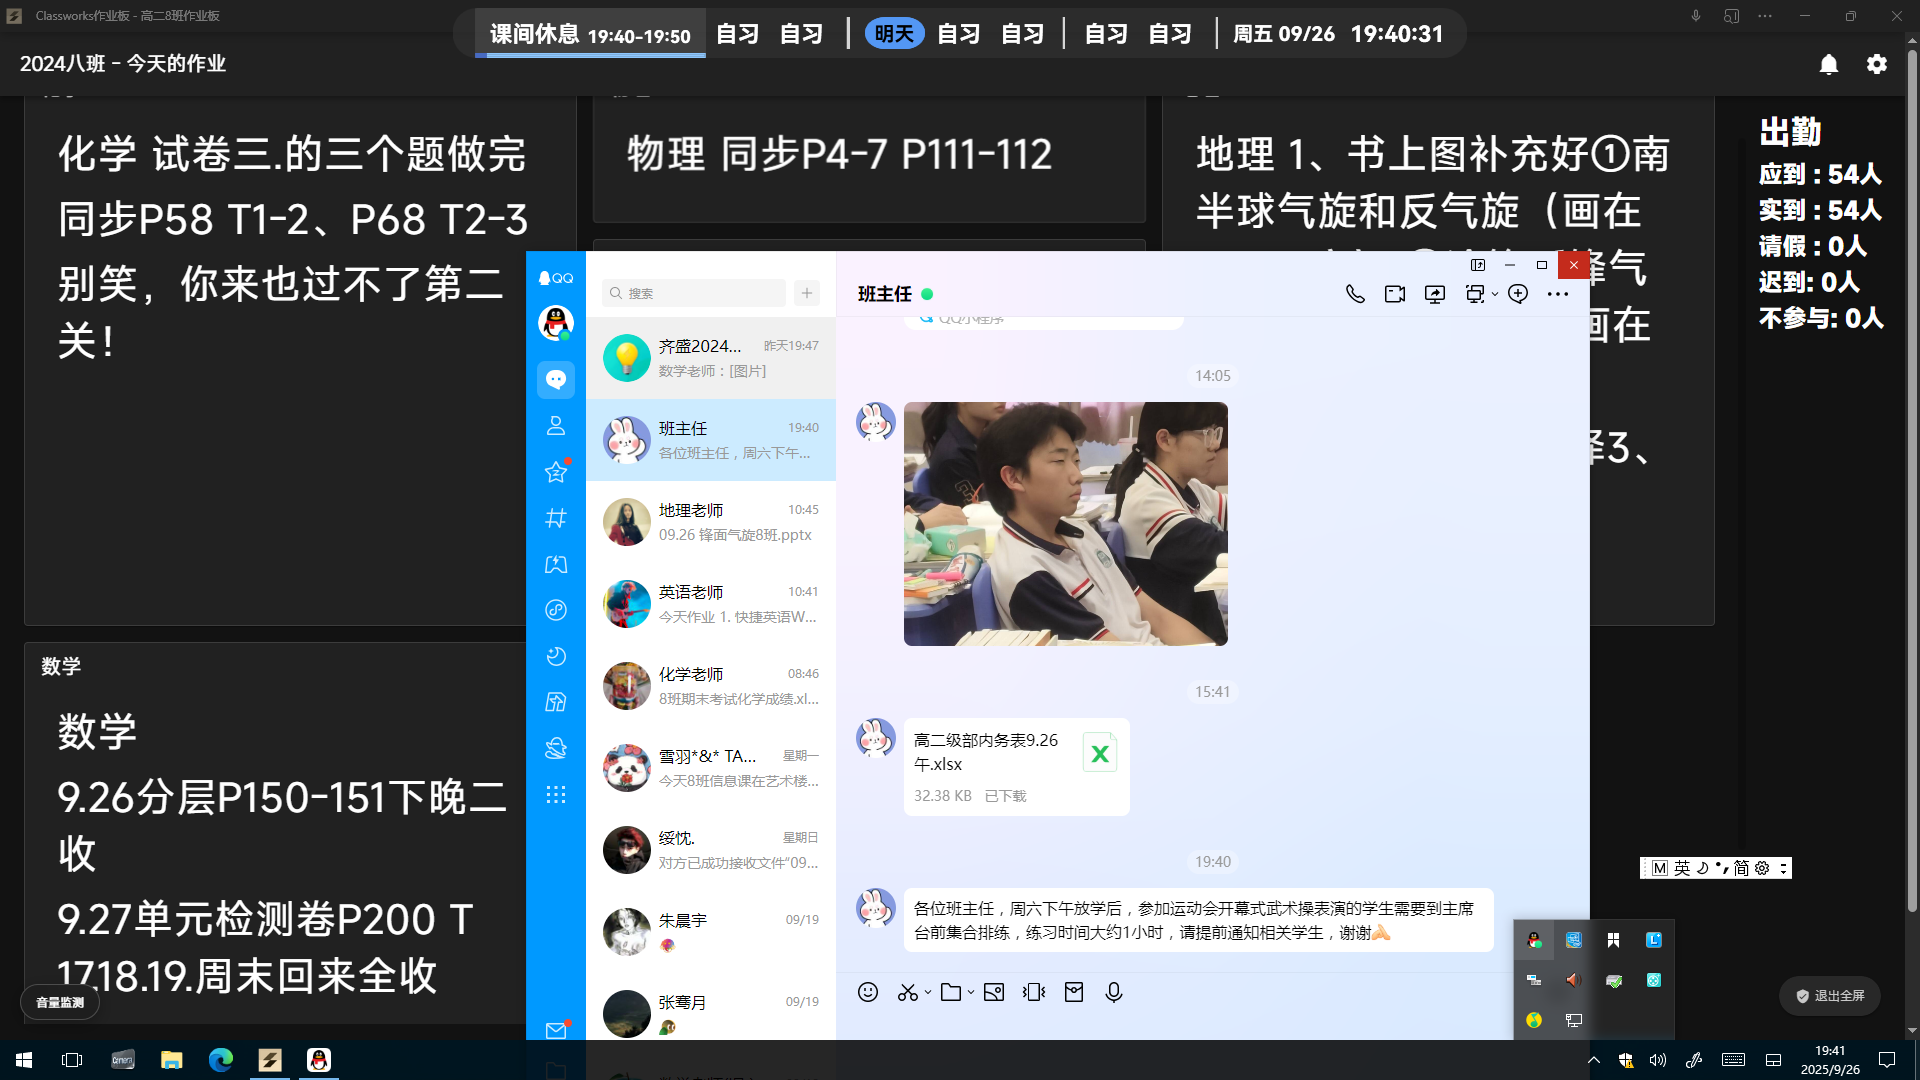 Classworks作业板 - 高二8班作业板
课间休息 19:40-19:50 自习 自习 明天 自习 自习 自习 自习 周五 09/26 19:40:31
2024八班 - 今天的作业
化学 试卷三.的三个题做完
同步P58 T1-2、P68 T2-3
别笑，你来也过不了第二
关！
物理 同步P4-7 P111-112
地理 1、书上图补充好①南
半球气旋和反气旋（画在
锋气
画在
择3、
出勤
应到 : 54人
实到 : 54人
请假 : 0人
迟到: 0人
不参与: 0人
数学
数学
9.26分层P150-151下晚二
收
9.27单元检测卷P200 T
1718.19.周末回来全收
音量监测
QQ
搜索
齐盛2024... 昨天19:47
数学老师：[图片]
班主任 19:40
各位班主任，周六下午...
地理老师 10:45
09.26 锋面气旋8班.pptx
英语老师 10:41
今天作业 1. 快捷英语W...
化学老师 08:46
8班期末考试化学成绩.xl...
雪羽*&* TA... 星期一
今天8班信息课在艺术楼...
绥忱. 星期日
对方已成功接收文件“09...
朱晨宇 09/19
张骞月 09/19
班主任
QQ小程序
14:05
15:41
高二级部内务表9.26
午.xlsx
32.38 KB 已下载
19:40
各位班主任，周六下午放学后，参加运动会开幕式武术操表演的学生需要到主席
台前集合排练，练习时间大约1小时，请提前通知相关学生，谢谢
M 英 简
退出全屏
19:41
2025/9/26